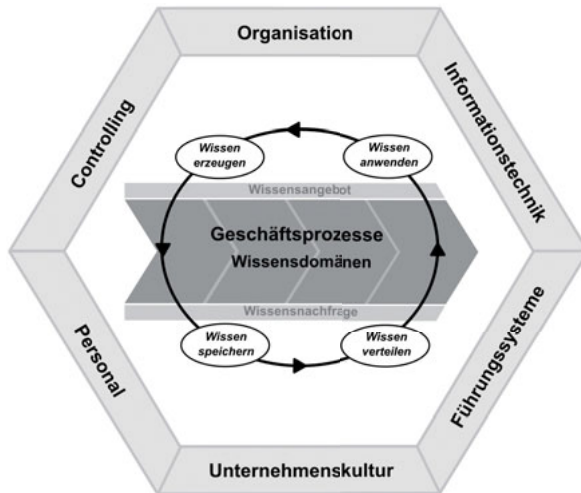 Organisation
Controlling
Informationstechnik
Wissen
erzeugen
Wissen
anwenden
Wissensangebot
Geschäftsprozesse
Wissensdomänen
Wissensnachfrage
Wissen
speichern
Wissen
verteilen
Personal
Führungssysteme
Unternehmenskultur